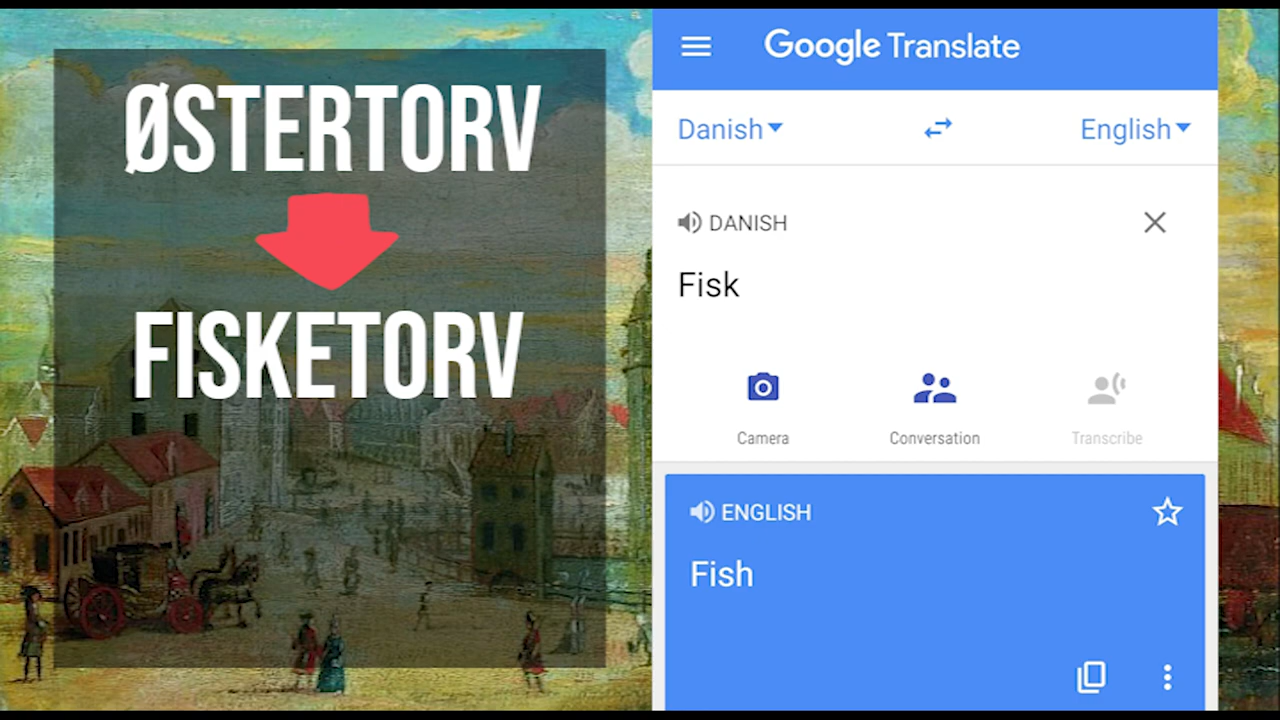 ØSTERTORV
FISKETORV
Google Translate
Danish
English
DANISH
Fisk
Camera
Conversation
Transcribe
ENGLISH
Fish